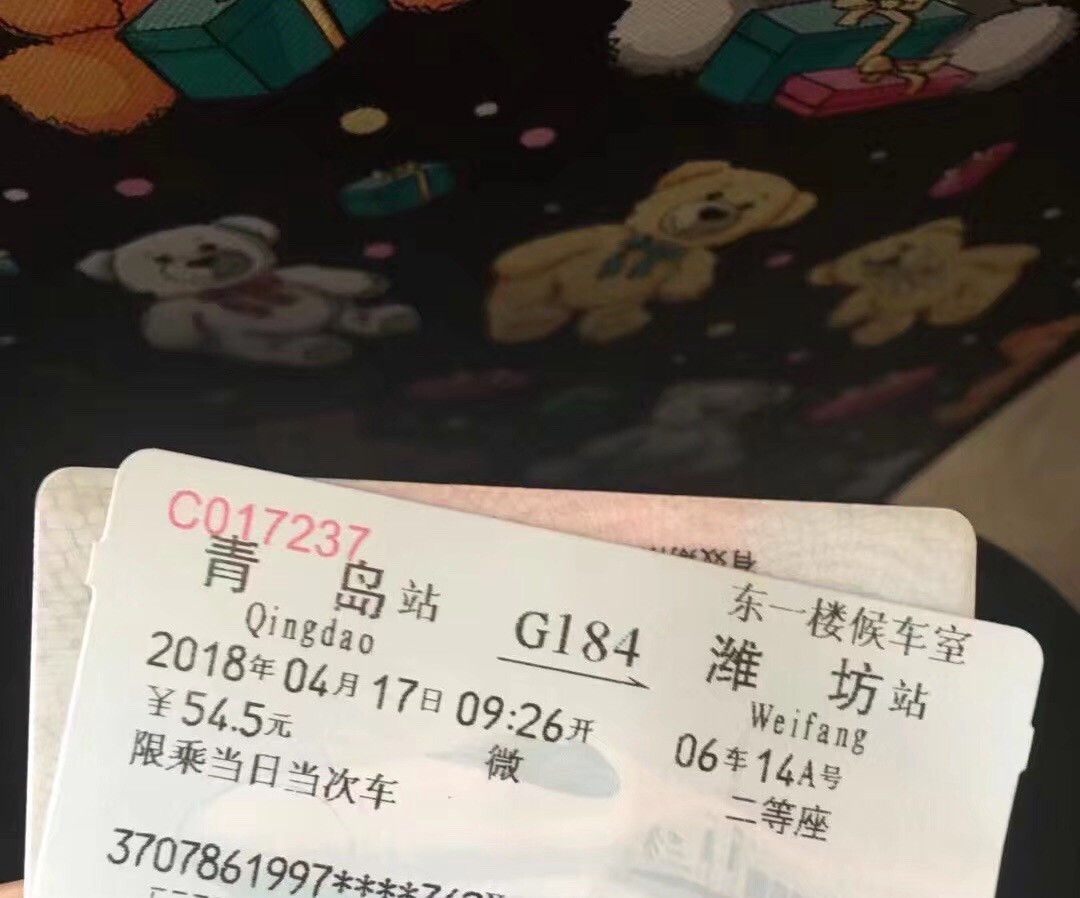 C017237
东一楼候车室
青岛站
G184
潍坊站
Qingdao
Weifang
2018年04月17日 09:26开
06车14A号
¥54.5元
微
二等座
限乘当日当次车
3707861997****